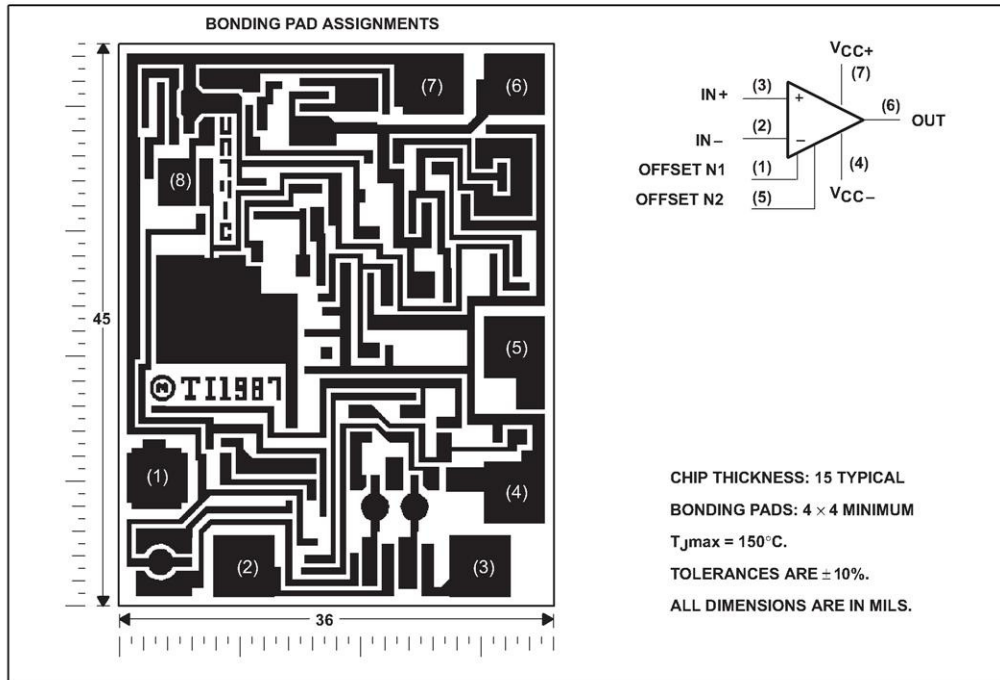 BONDING PAD ASSIGNMENTS
(7)
(6)
(8)
45
(5)
TI1987
(1)
(4)
(2)
(3)
36
VCC+
(3)
(7)
IN+
+
(6)
(2)
OUT
IN−
−
OFFSET N1
(1)
(4)
OFFSET N2
(5)
VCC−
CHIP THICKNESS: 15 TYPICAL
BONDING PADS: 4 × 4 MINIMUM
TJmax = 150°C.
TOLERANCES ARE ±10%.
ALL DIMENSIONS ARE IN MILS.